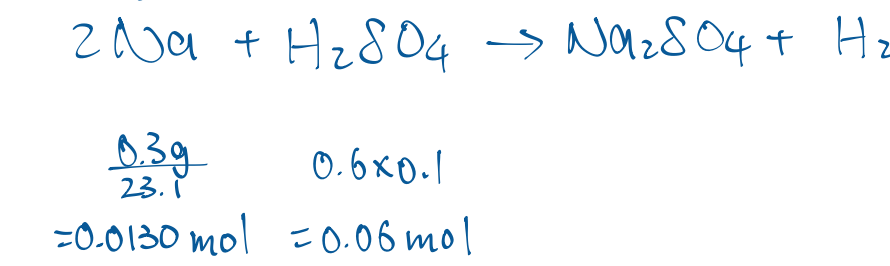 2Na + H₂SO₄ → Na₂SO₄ + H₂
0.3g 0.6×0.1
23.1
=0.0130 mol =0.06 mol